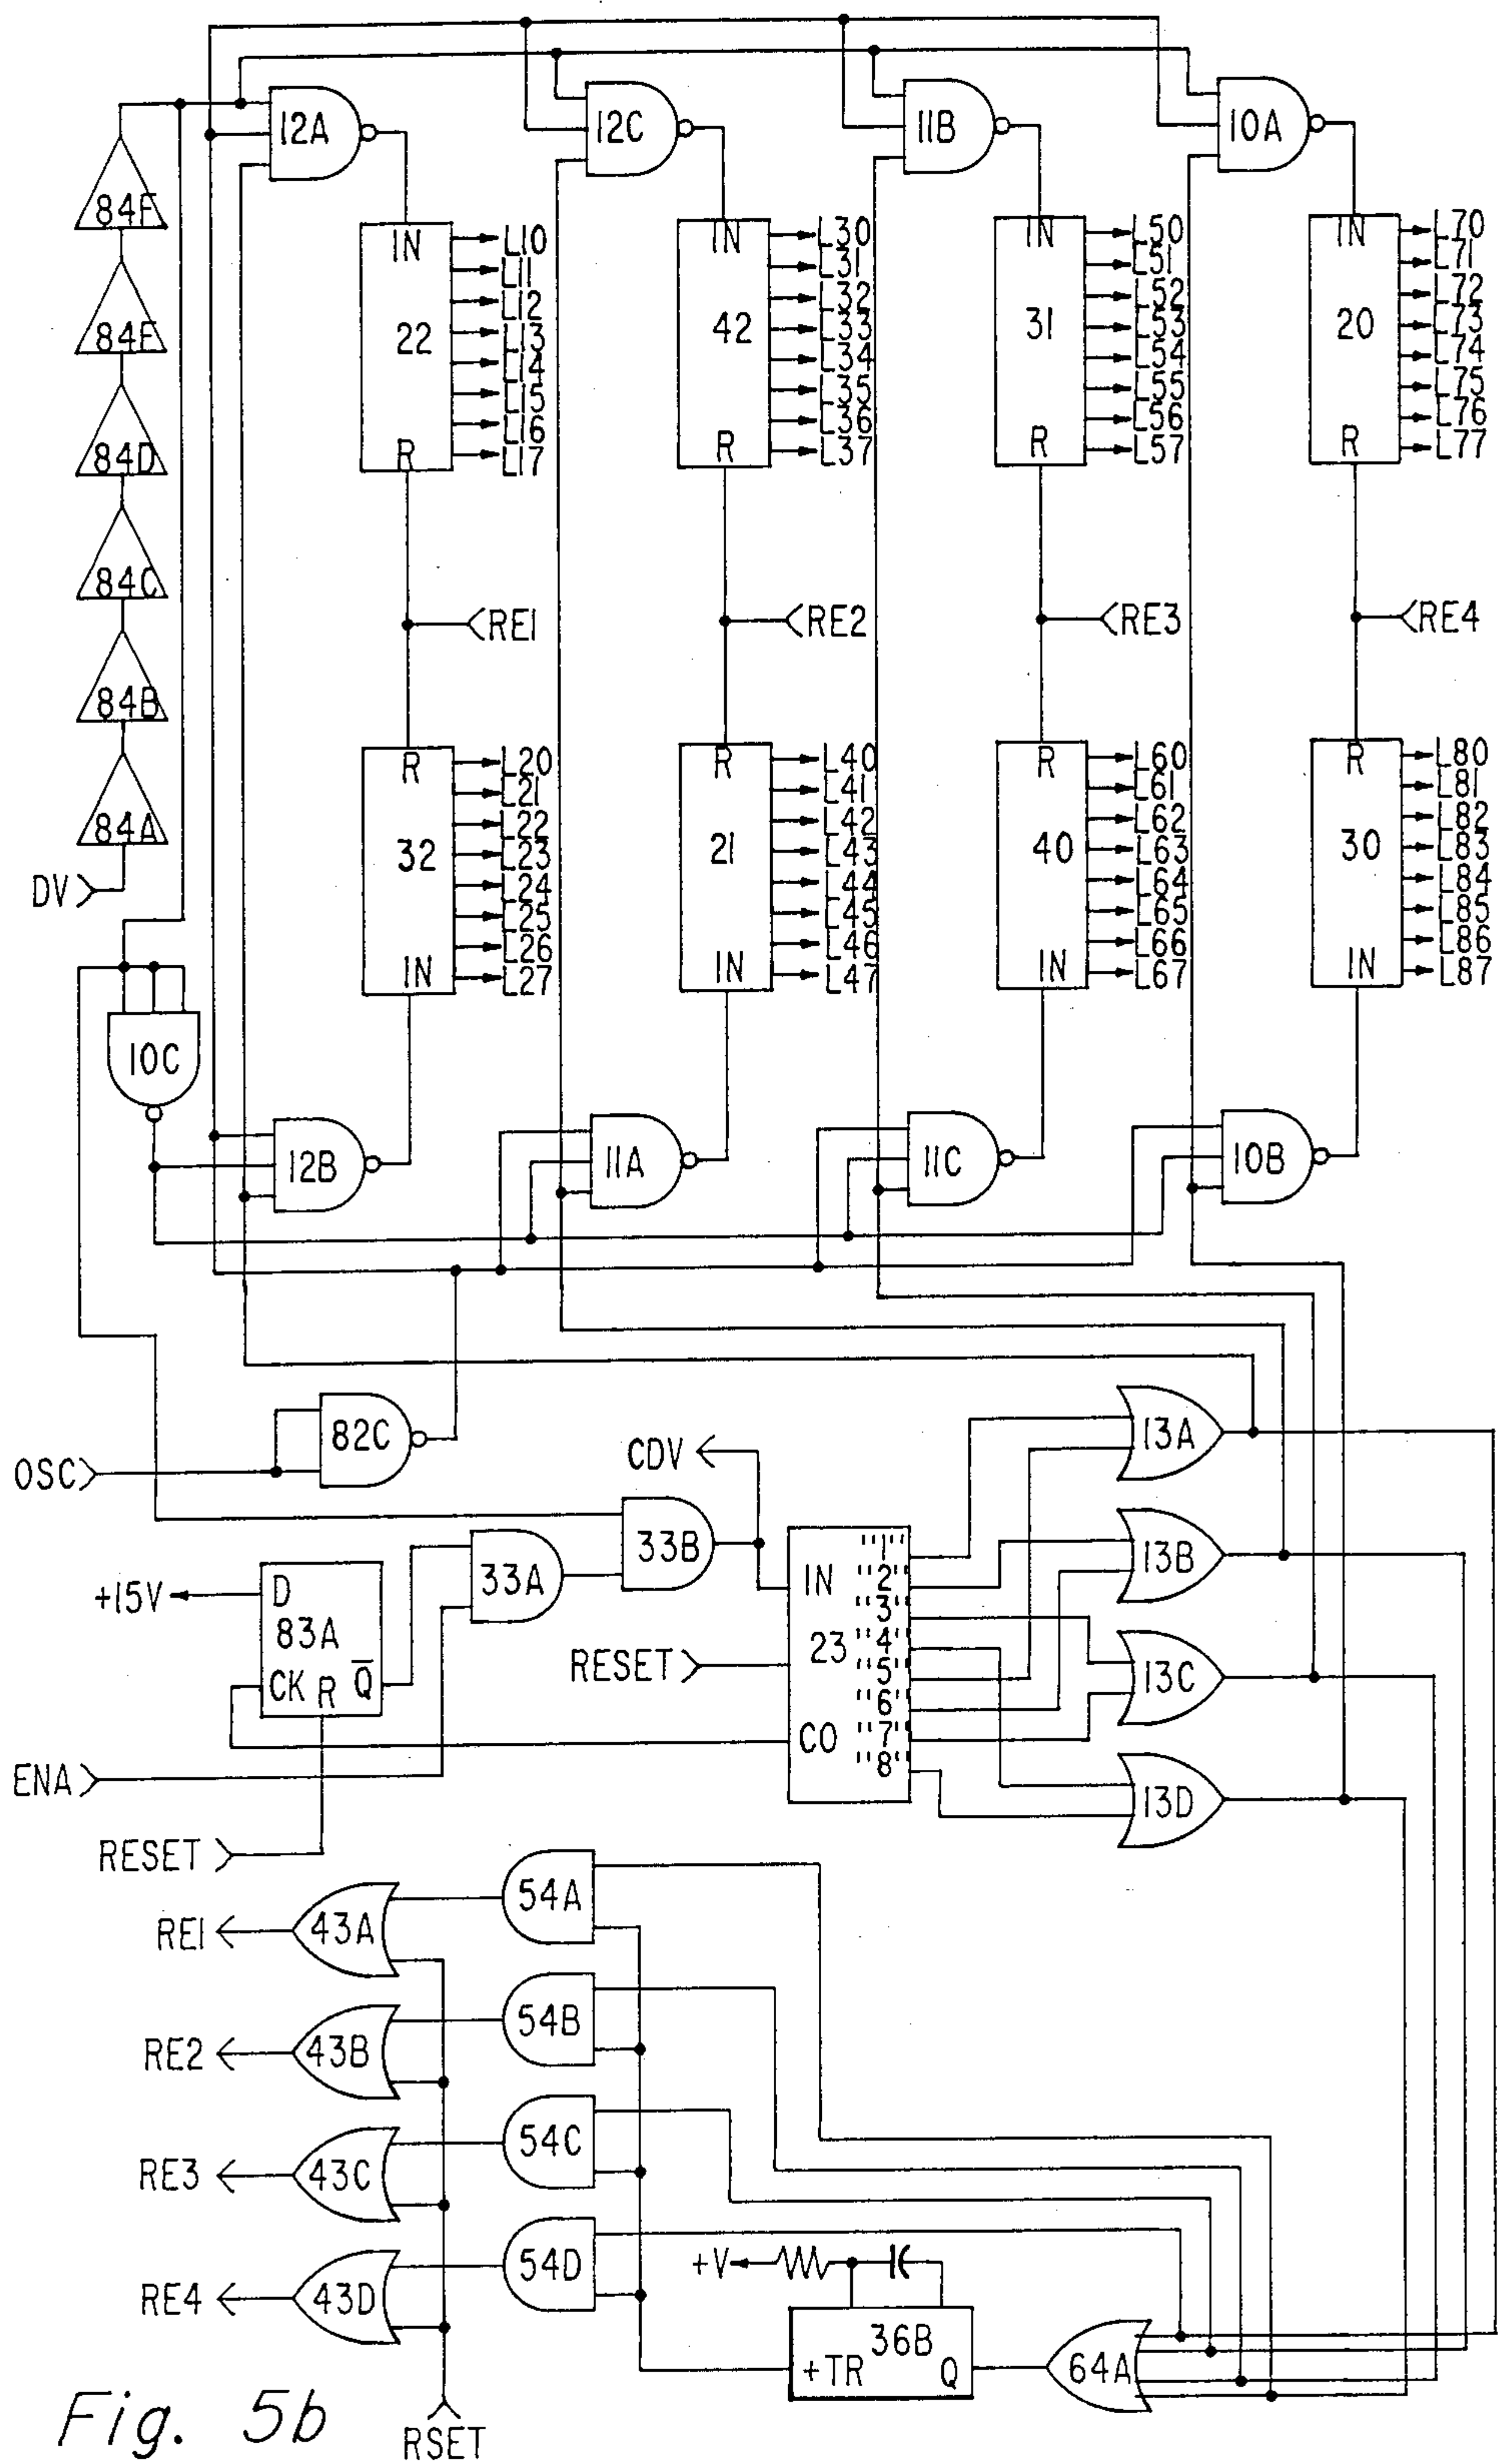 12A 12C 11B 10A
84F
84E
84D
84C
84B
84A
DV
IN 22 R
L10
L11
L12
L13
L14
L15
L16
L17
IN 42 R
L30
L31
L32
L33
L34
L35
L36
L37
IN 31 R
L50
L51
L52
L53
L54
L55
L56
L57
IN 20 R
L70
L71
L72
L73
L74
L75
L76
L77
RE1 RE2 RE3 RE4
R 32 IN
L20
L21
L22
L23
L24
L25
L26
L27
R 21 IN
L40
L41
L42
L43
L44
L45
L46
L47
R 40 IN
L60
L61
L62
L63
L64
L65
L66
L67
R 30 IN
L80
L81
L82
L83
L84
L85
L86
L87
10C
12B 11A 11C 10B
OSC 82C
CDV
33A 33B
+15V D
83A
CK R Q̅
ENA
RESET
RESET
IN
23
CO
"1"
"2"
"3"
"4"
"5"
"6"
"7"
"8"
13A
13B
13C
13D
RE1 43A 54A
RE2 43B 54B
RE3 43C 54C
RE4 43D 54D
+V
36B
+TR Q
64A
RSET
Fig. 5b